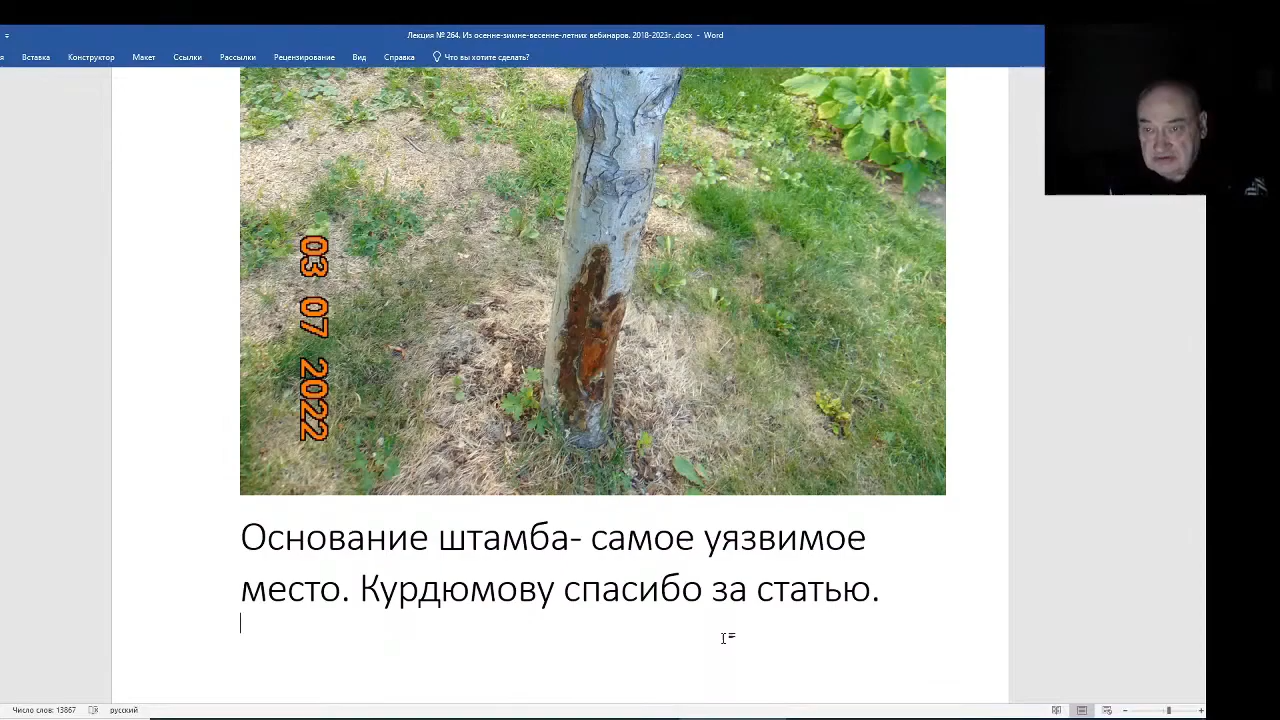 Лекция № 264. Из осенне-зимне-весенне-летних вебинаров. 2018-2023г..docx - Word
я Вставка Конструктор Макет Ссылки Рассылки Рецензирование Вид Справка Что вы хотите сделать?
03 07 2022
Основание штамба- самое уязвимое
место. Курдюмову спасибо за статью.
Число слов: 13867 русский